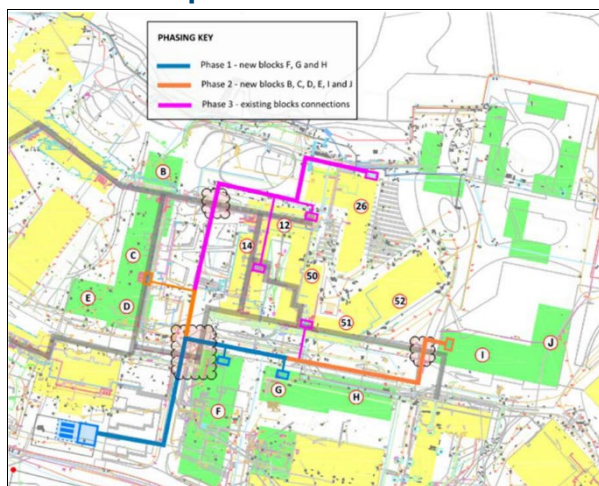 PHASING KEY
Phase 1 - new blocks F, G and H
Phase 2 - new blocks B, C, D, E, I and J
Phase 3 - existing blocks connections
B
26
12
14
C
50
52
E
D
51
J
I
G
H
F